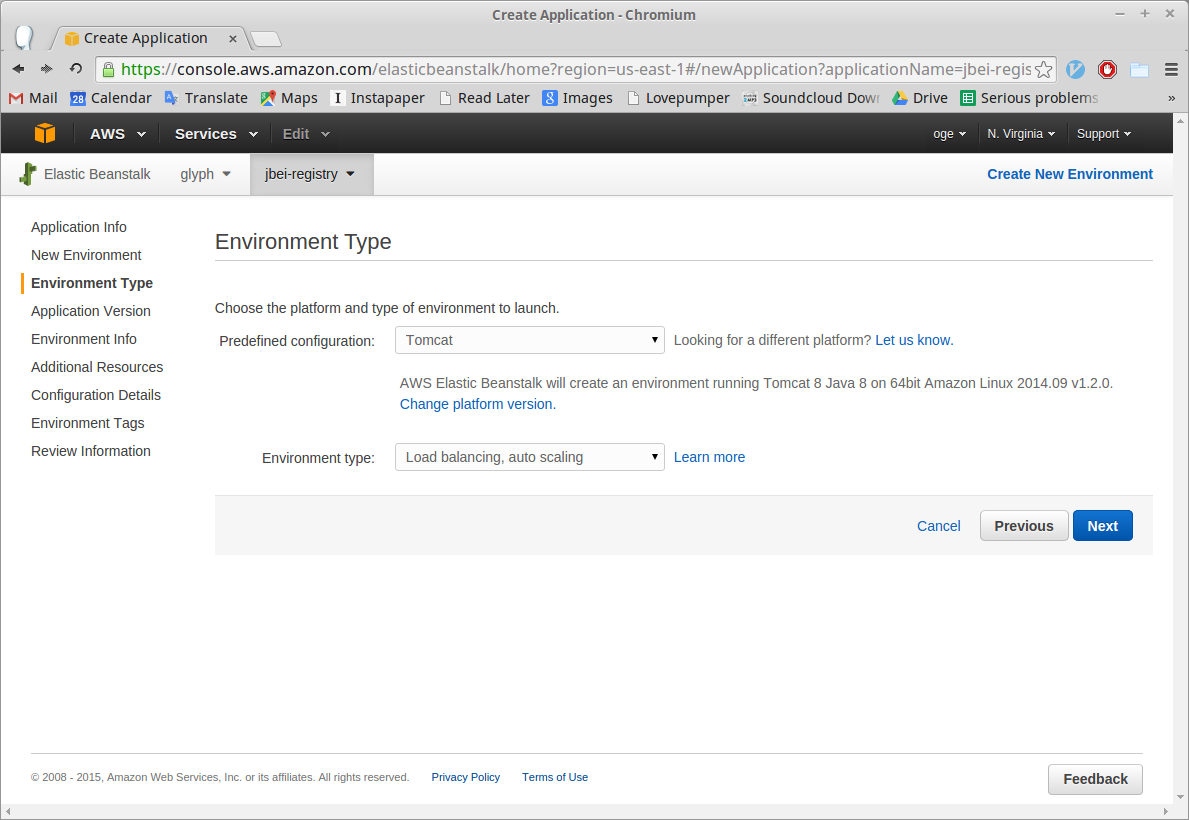 Create Application - Chromium
Create Application
https://console.aws.amazon.com/elasticbeanstalk/home?region=us-east-1#/newApplication?applicationName=jbei-regis
Mail 28 Calendar Translate Maps I Instapaper Read Later 8 Images Lovepumper Soundcloud Down Drive Serious problems »
AWS Services Edit oge N. Virginia Support
Elastic Beanstalk glyph jbei-registry Create New Environment
Application Info
New Environment
Environment Type
Application Version
Environment Info
Additional Resources
Configuration Details
Environment Tags
Review Information
Environment Type
Choose the platform and type of environment to launch.
Predefined configuration: Tomcat Looking for a different platform? Let us know.
AWS Elastic Beanstalk will create an environment running Tomcat 8 Java 8 on 64bit Amazon Linux 2014.09 v1.2.0.
Change platform version.
Environment type: Load balancing, auto scaling Learn more
Cancel Previous Next
© 2008 - 2015, Amazon Web Services, Inc. or its affiliates. All rights reserved. Privacy Policy Terms of Use Feedback